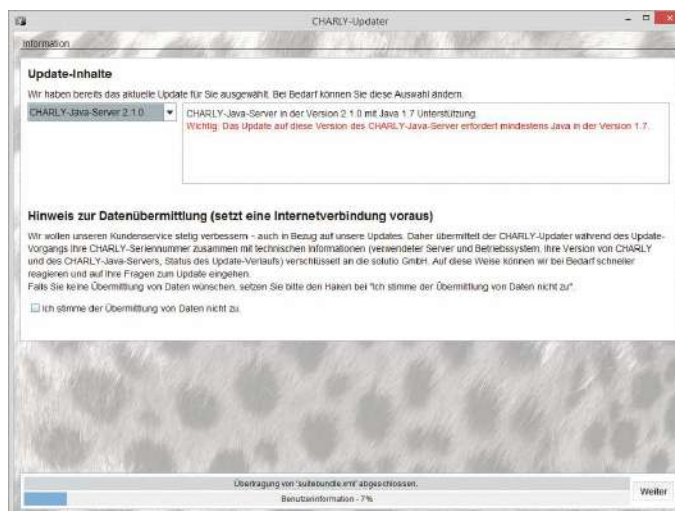 CHARLY-Updater
Information
Update-Inhalte
Wir haben bereits das aktuelle Update für Sie ausgewählt. Bei Bedarf können Sie diese Auswahl ändern.
CHARLY-Java-Server 2.1.0
CHARLY-Java-Server in der Version 2.1.0 mit Java 1.7 Unterstützung.
Wichtig: Das Update auf diese Version des CHARLY-Java-Server erfordert mindestens Java in der Version 1.7.
Hinweis zur Datenübermittlung (setzt eine Internetverbindung voraus)
Wir wollen unseren Kundenservice stetig verbessern – auch in Bezug auf unsere Updates. Daher übermittelt der CHARLY-Updater während des Update-
Vorgangs Ihre CHARLY-Seriennummer zusammen mit technischen Informationen (verwendeter Server und Betriebssystem, Ihre Version von CHARLY
und des CHARLY-Java-Servers, Status des Update-Verlaufs) verschlüsselt an die solutio GmbH. Auf diese Weise können wir bei Bedarf schneller
reagieren und auf Ihre Fragen zum Update eingehen.
Falls Sie keine Übermittlung von Daten wünschen, setzen Sie bitte den Haken bei "Ich stimme der Übermittlung von Daten nicht zu".
Ich stimme der Übermittlung von Daten nicht zu.
Übertragung von 'suitebundle.xml' abgeschlossen.
Benutzerinformation - 7%
Weiter